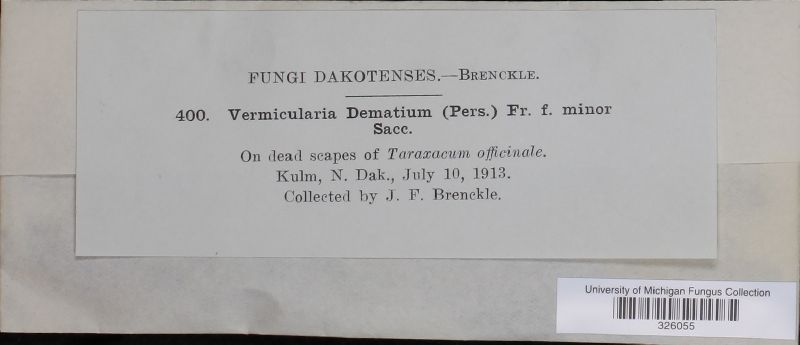 FUNGI DAKOTENSES.—BRENCKLE.
400. Vermicularia Dematium (Pers.) Fr. f. minor
Sacc.
On dead scapes of Taraxacum officinale.
Kulm, N. Dak., July 10, 1913.
Collected by J. F. Brenckle.
University of Michigan Fungus Collection
326055